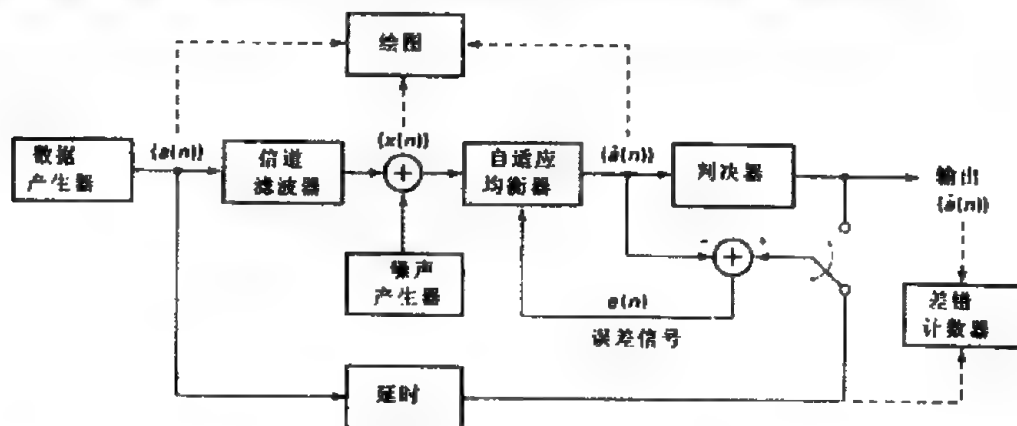 绘图
数据
产生器
{a(n)}
信道
滤波器
{x(n)}
+
自适应
均衡器
{â(n)}
判决器
输出
{ā(n)}
噪声
产生器
-
+
+
e(n)
误差信号
差错
计数器
延时